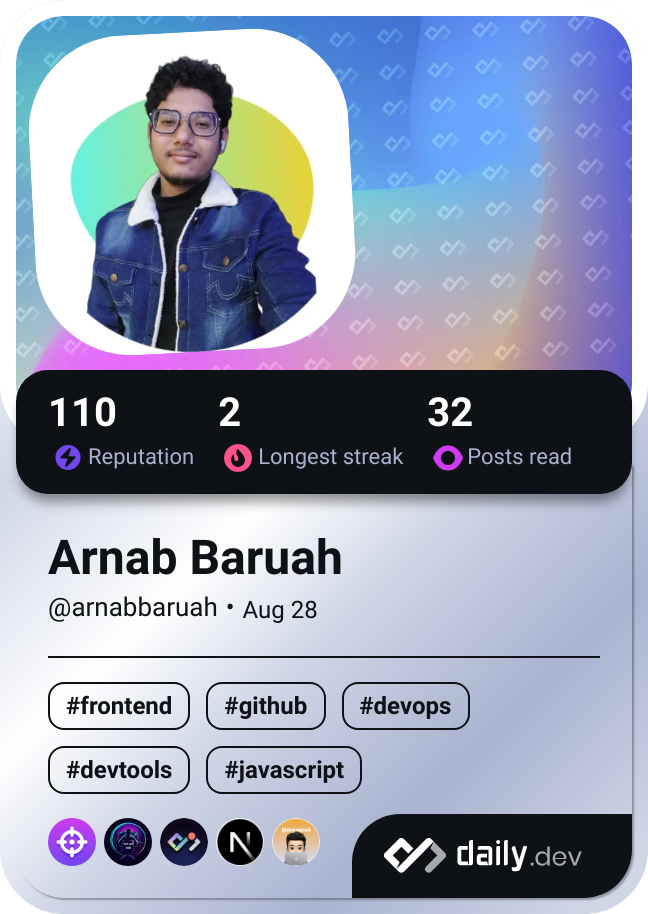 110 2 32
Reputation Longest streak Posts read
Arnab Baruah
@arnabbaruah • Aug 28
#frontend #github #devops
#devtools #javascript
daily.dev